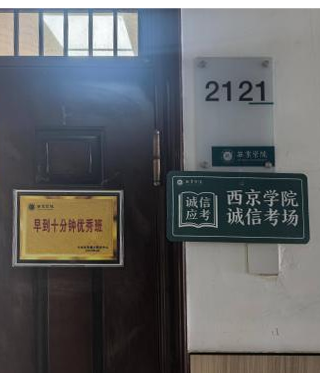 2121
西京学院
诚信
应考
西京学院
诚信考场
早到十分钟优秀班